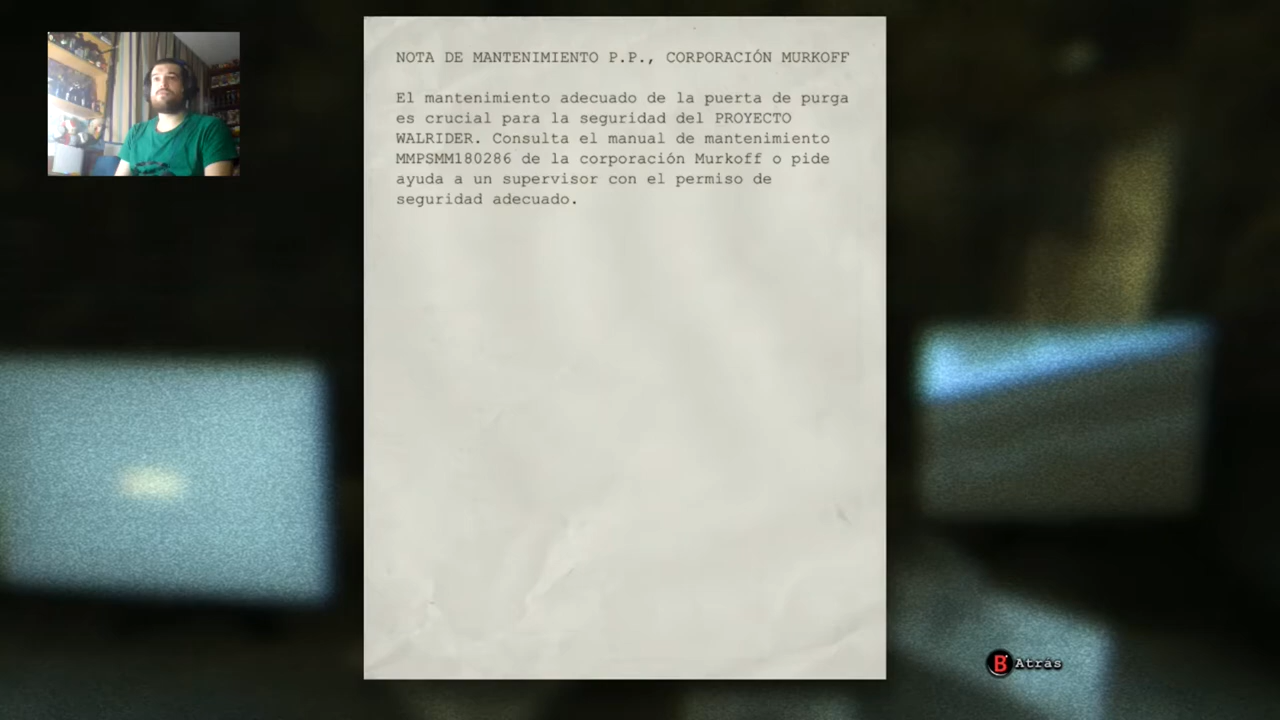 NOTA DE MANTENIMIENTO P.P., CORPORACIÓN MURKOFF
El mantenimiento adecuado de la puerta de purga
es crucial para la seguridad del PROYECTO
WALRIDER. Consulta el manual de mantenimiento
MMPSMM180286 de la corporación Murkoff o pide
ayuda a un supervisor con el permiso de
seguridad adecuado.
B Atrás